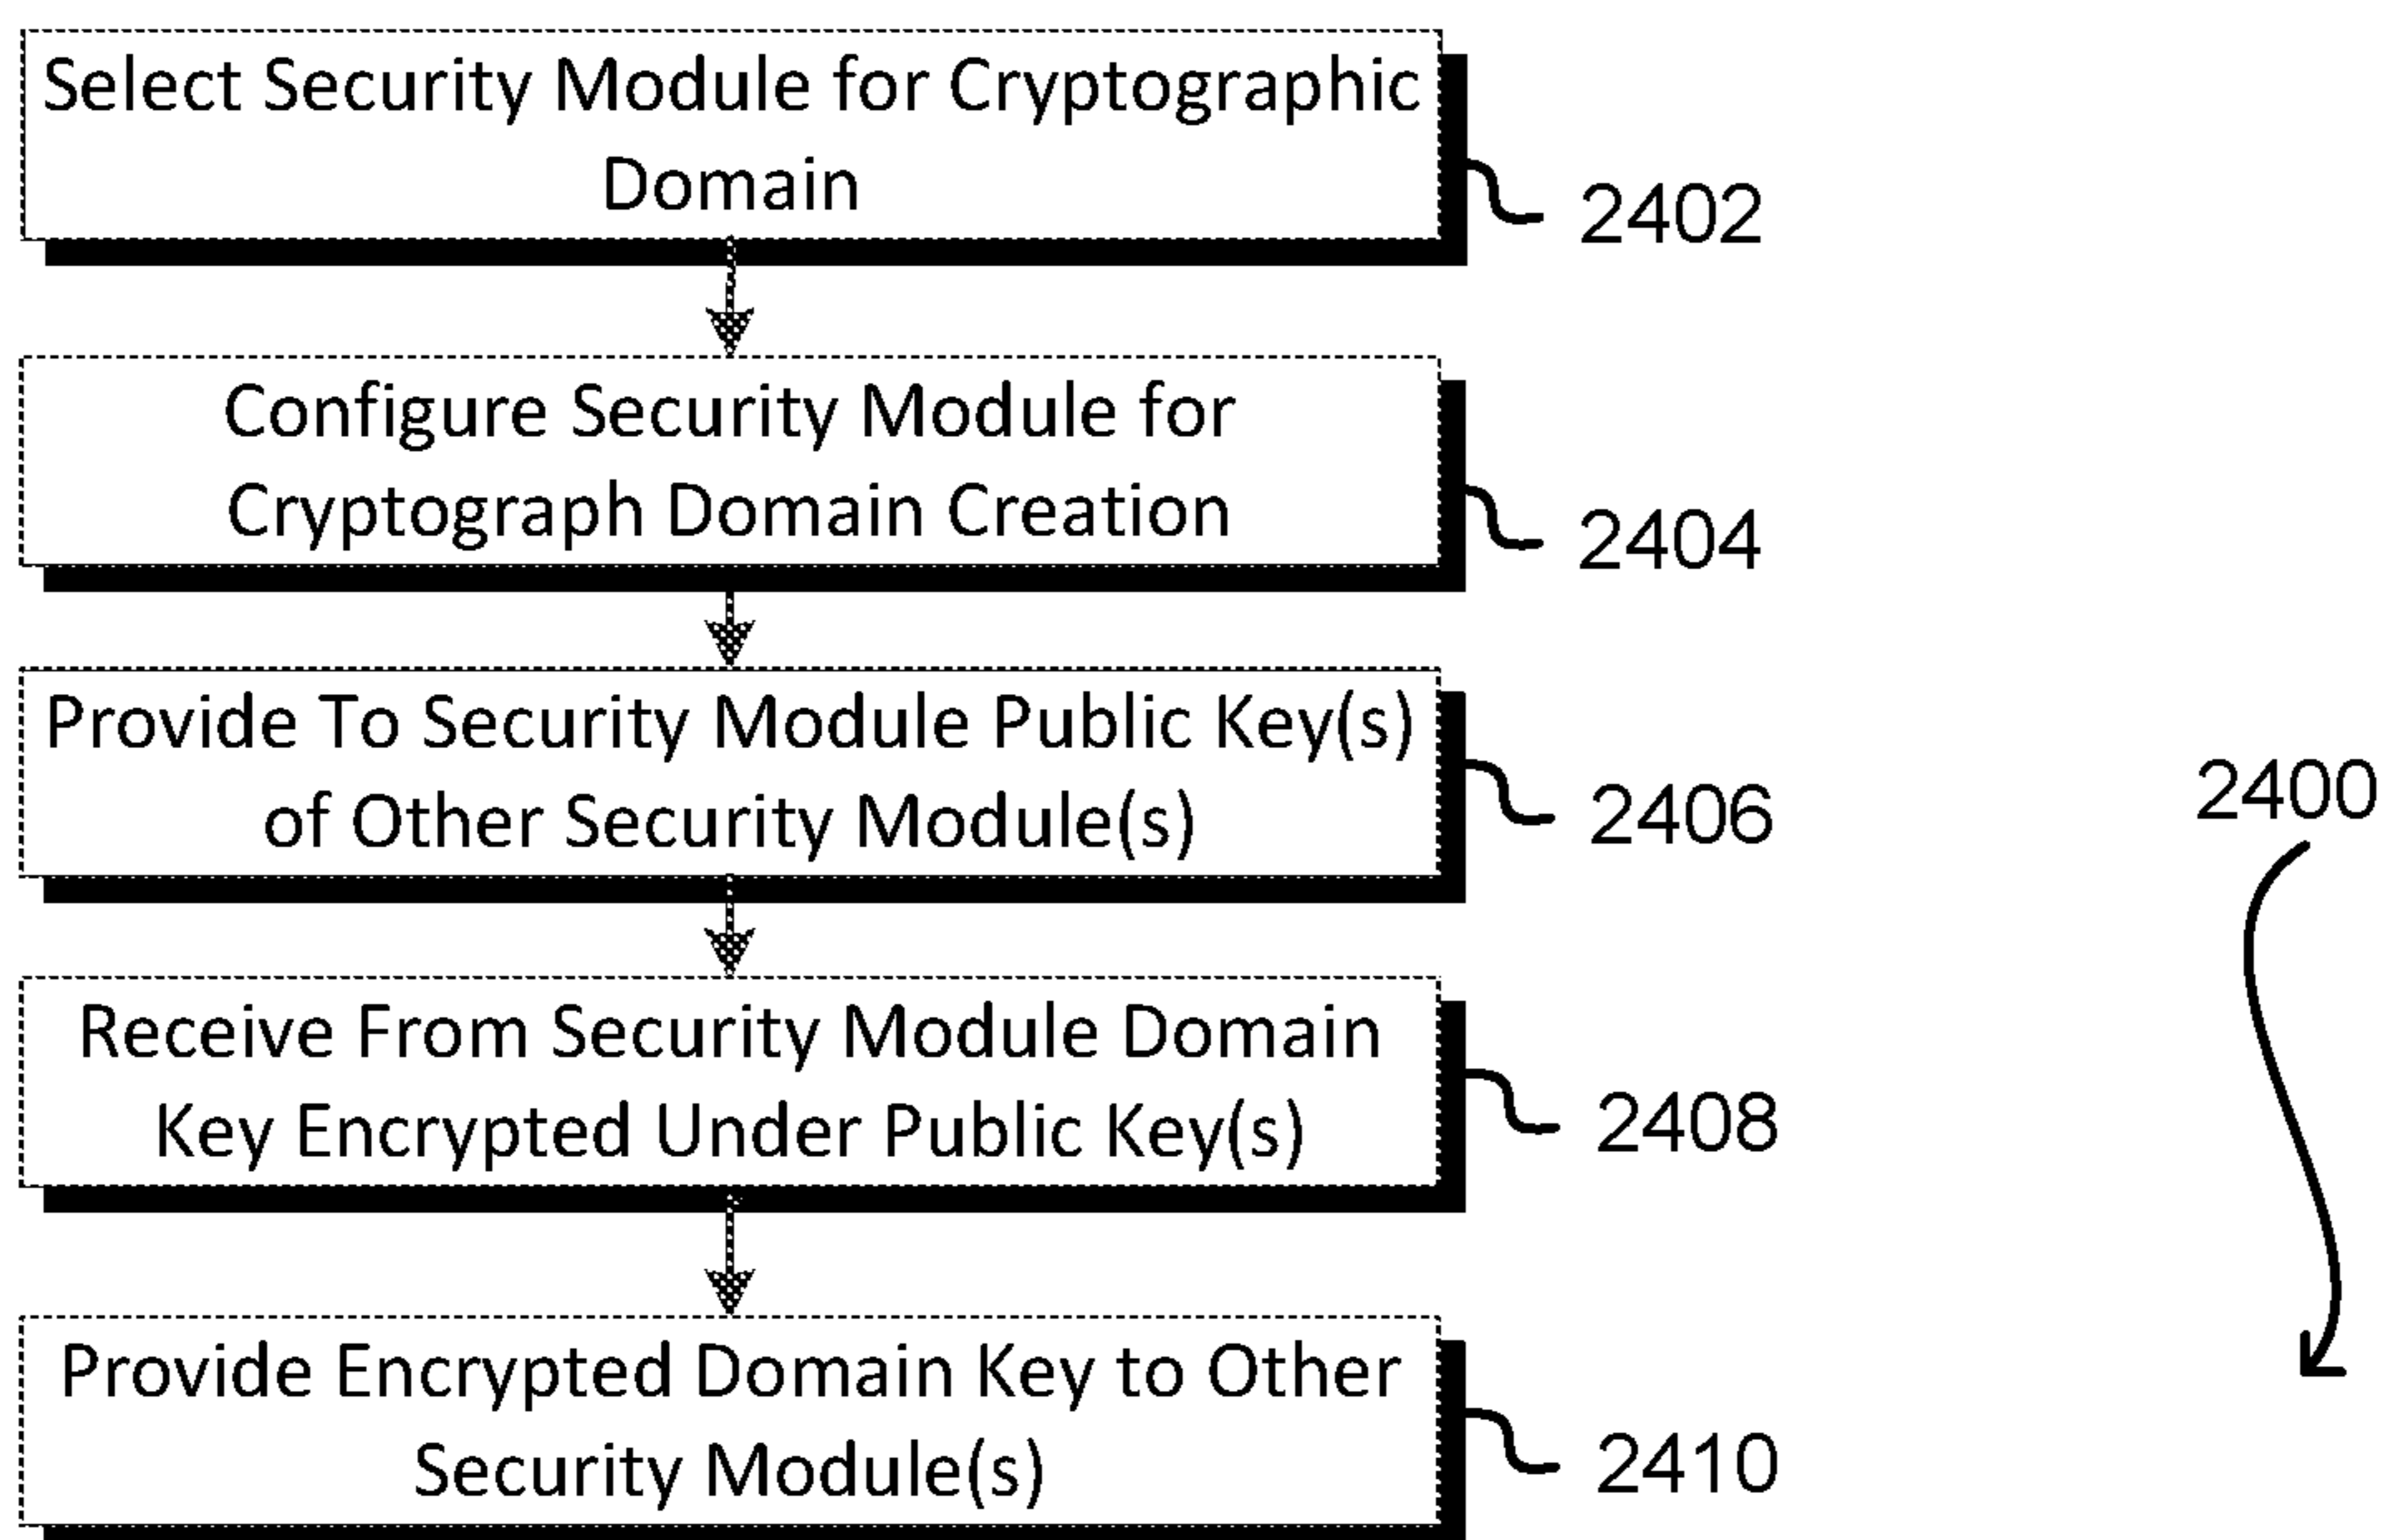 Select Security Module for Cryptographic
Domain
2402
Configure Security Module for
Cryptograph Domain Creation
2404
Provide To Security Module Public Key(s)
of Other Security Module(s)
2406
2400
Receive From Security Module Domain
Key Encrypted Under Public Key(s)
2408
Provide Encrypted Domain Key to Other
Security Module(s)
2410